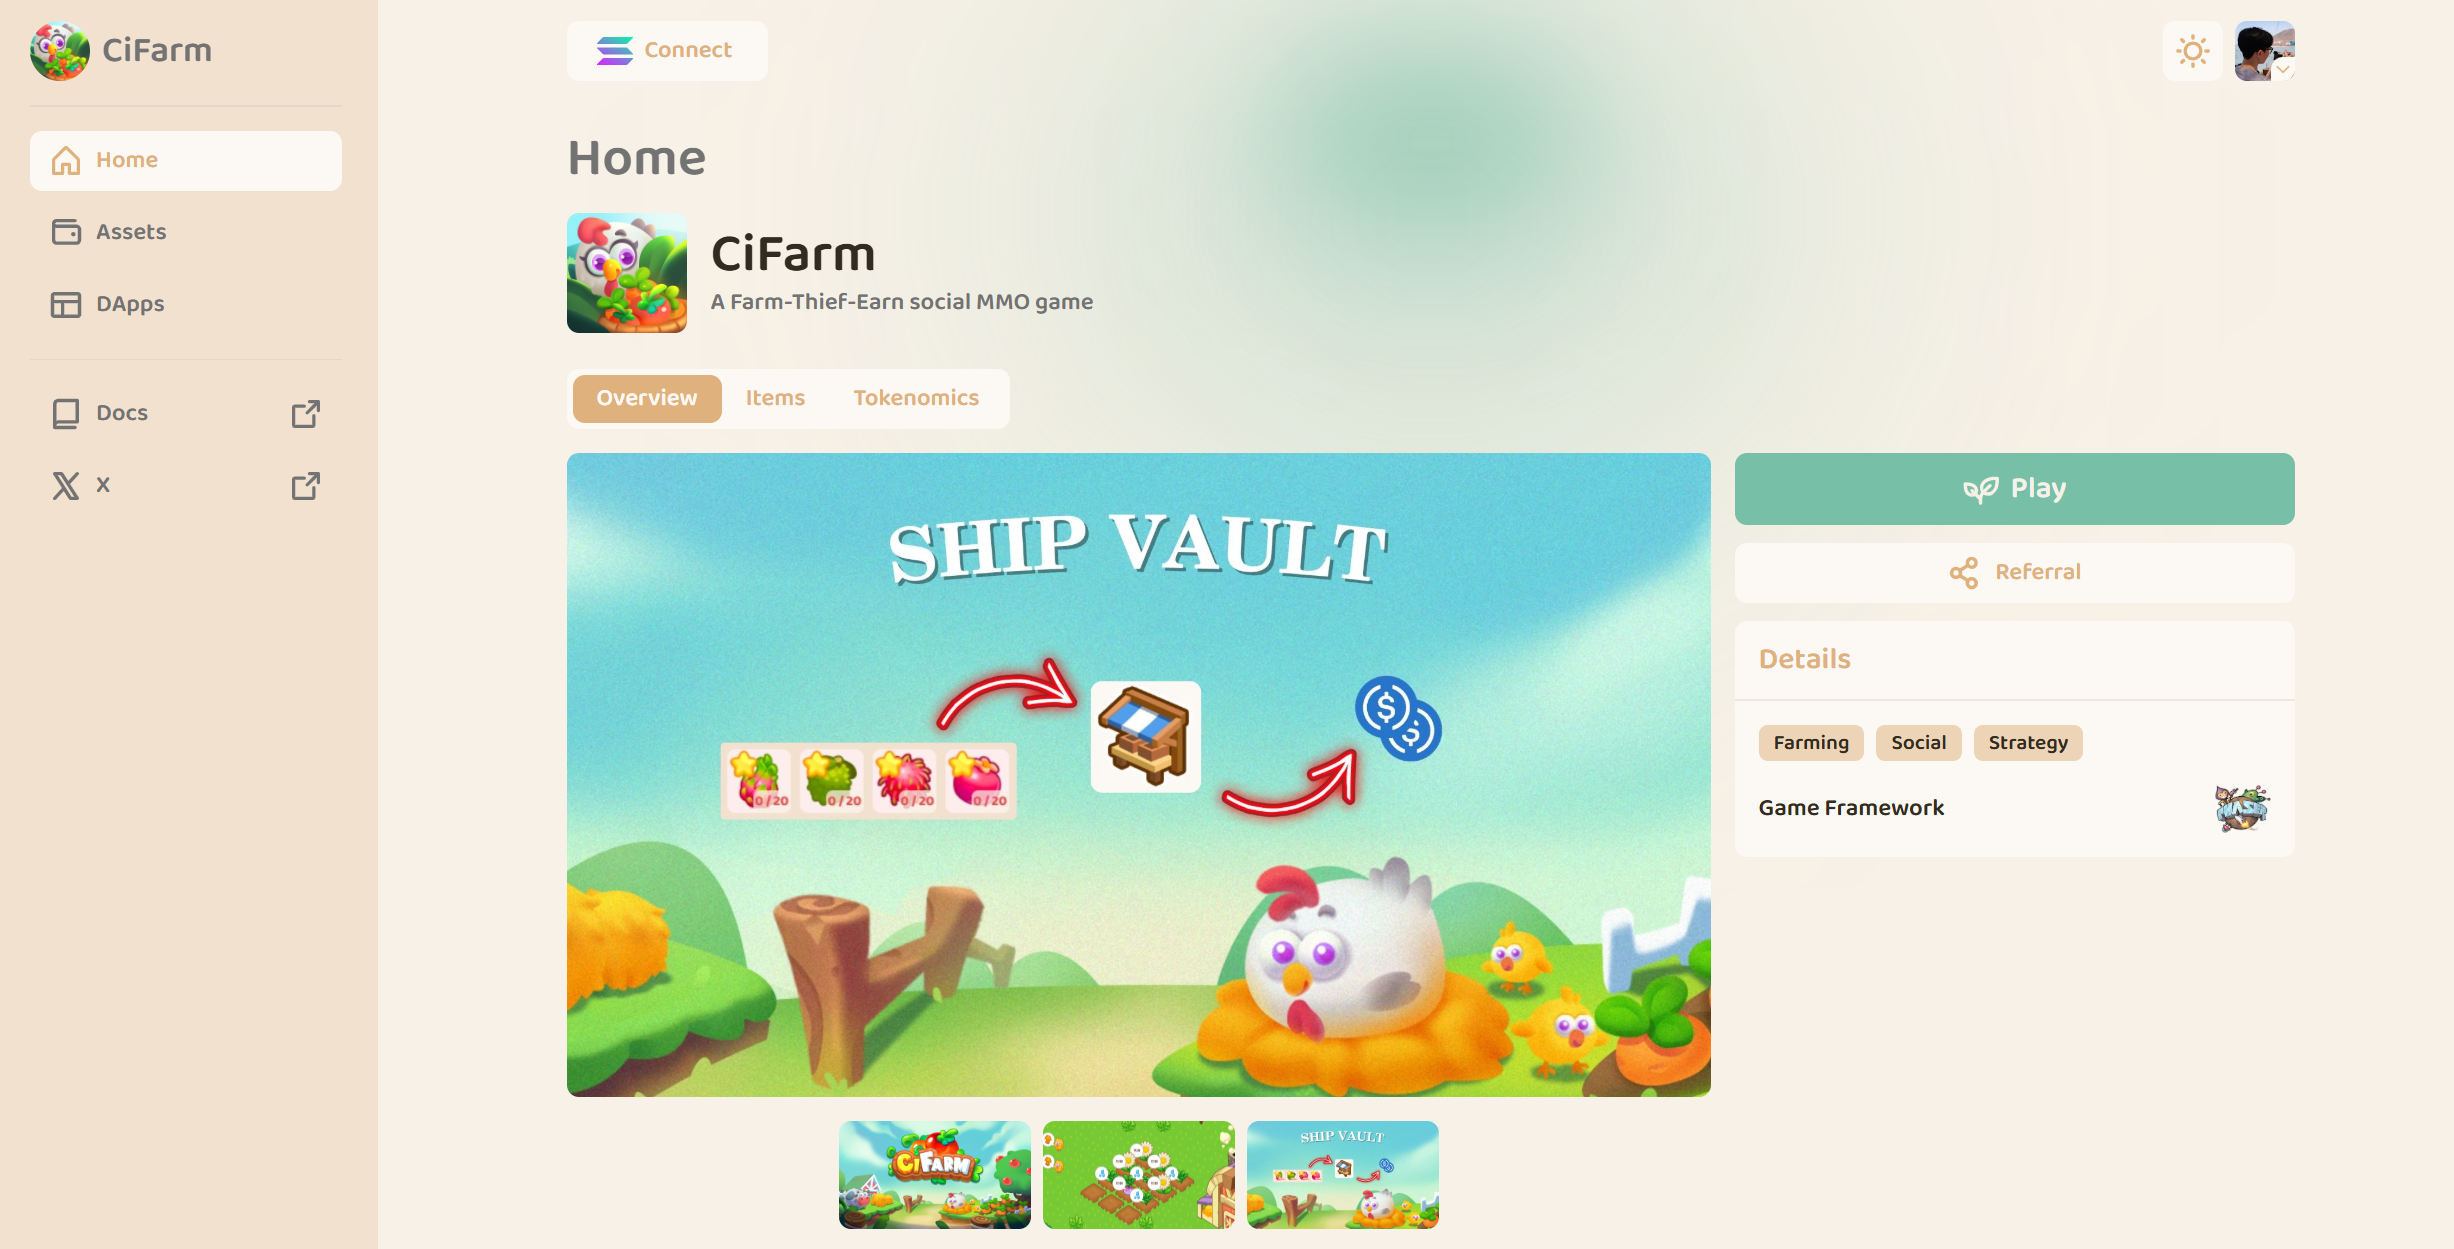 CiFarm
Connect
Home
Assets
DApps
Docs
X
Home
CiFarm
A Farm-Thief-Earn social MMO game
Overview
Items
Tokenomics
SHIP VAULT
0/20
0/20
0/20
0/20
Play
Referral
Details
Farming
Social
Strategy
Game Framework
CiFARM
SHIP VAULT